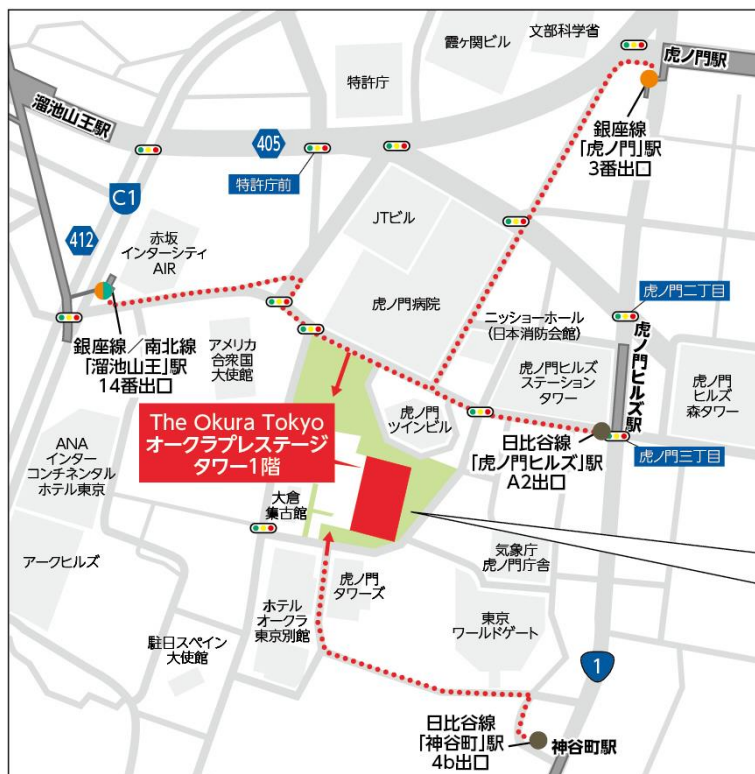 霞ヶ関ビル
文部科学省
虎ノ門駅
特許庁
溜池山王駅
銀座線
「虎ノ門」駅
3番出口
405
特許庁前
C1
JTビル
412
赤坂
インターシティ
AIR
虎ノ門病院
虎ノ門二丁目
ニッショーホール
(日本消防会館)
銀座線/南北線
「溜池山王」駅
14番出口
アメリカ
合衆国
大使館
虎ノ門ヒルズ
ステーション
タワー
虎ノ門ヒルズ駅
虎ノ門
ヒルズ
森タワー
The Okura Tokyo
オークラプレステージ
タワー1階
虎ノ門
ツインビル
日比谷線
「虎ノ門ヒルズ」駅
A2出口
虎ノ門三丁目
ANA
インター
コンチネンタル
ホテル東京
大倉
集古館
アークヒルズ
気象庁
虎ノ門庁舎
虎ノ門
タワーズ
ホテル
オークラ
東京別館
東京
ワールドゲート
駐日スペイン
大使館
1
日比谷線
「神谷町」駅
4b出口
神谷町駅